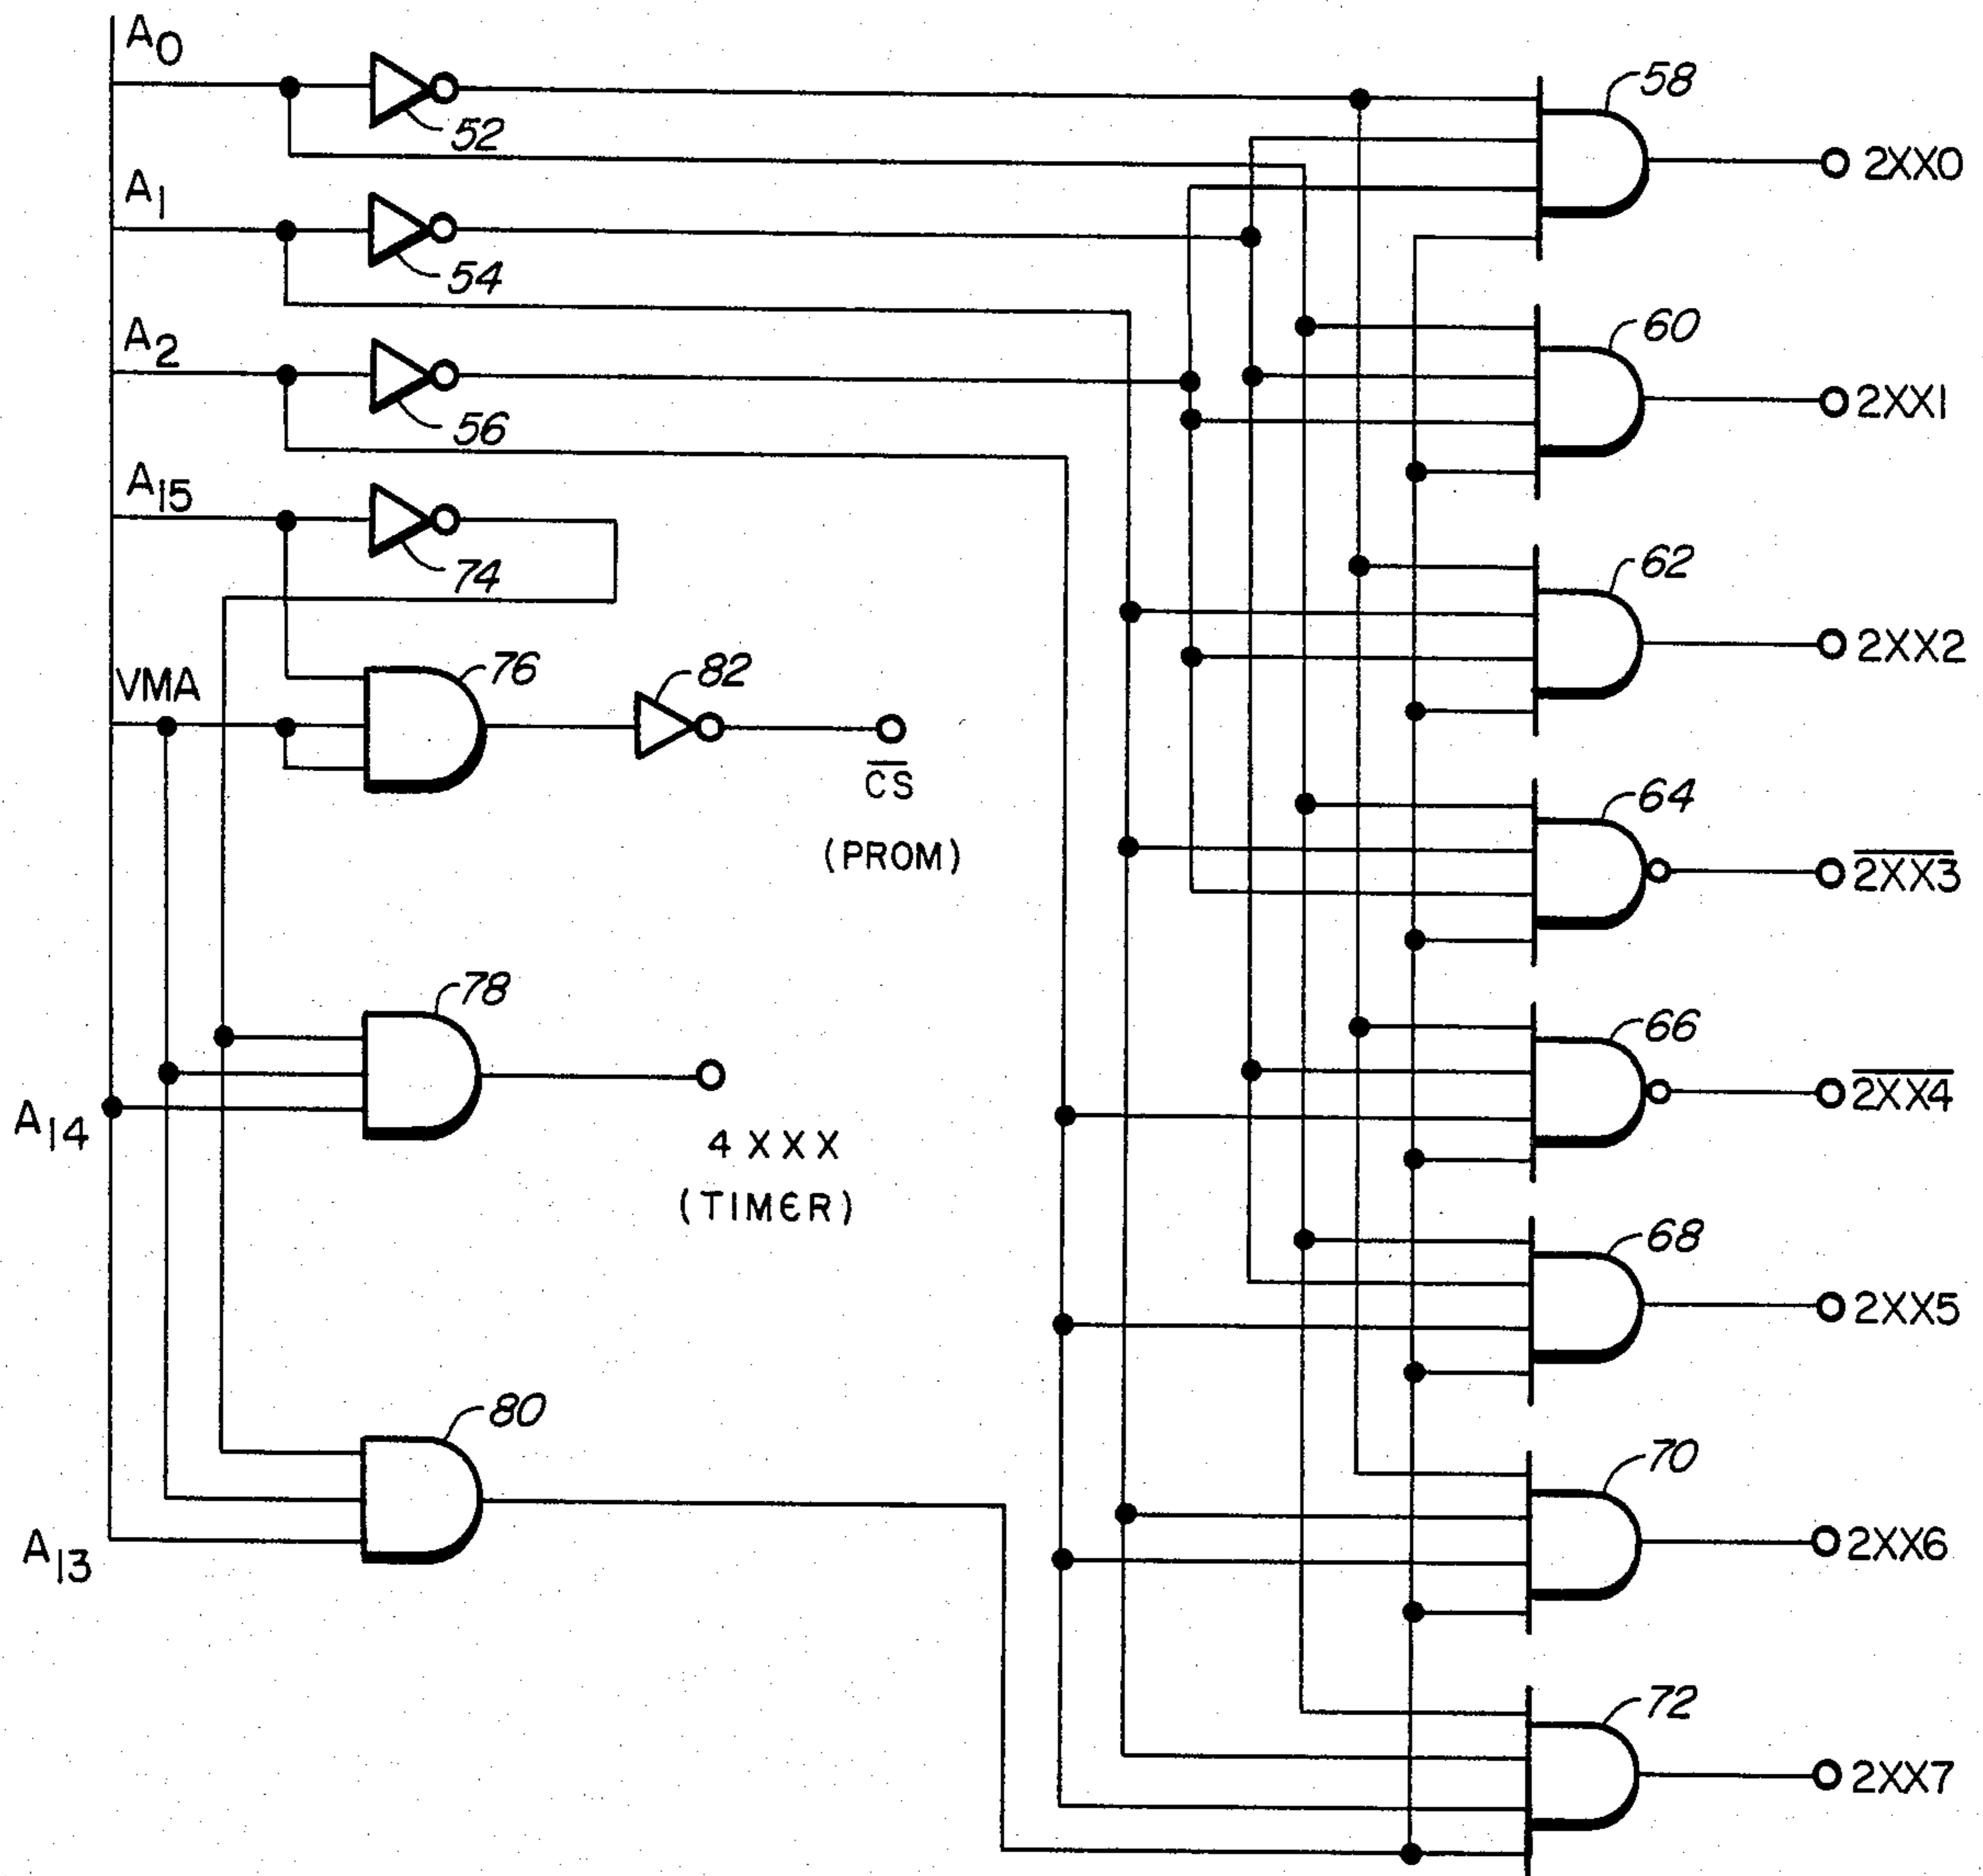 A0
52
58
2XX0
A1
54
A2
56
60
2XX1
A15
74
62
2XX2
VMA
76
82
CS
(PROM)
64
2XX3
78
A14
4XXX
(TIMER)
66
2XX4
68
2XX5
80
A13
70
2XX6
72
2XX7